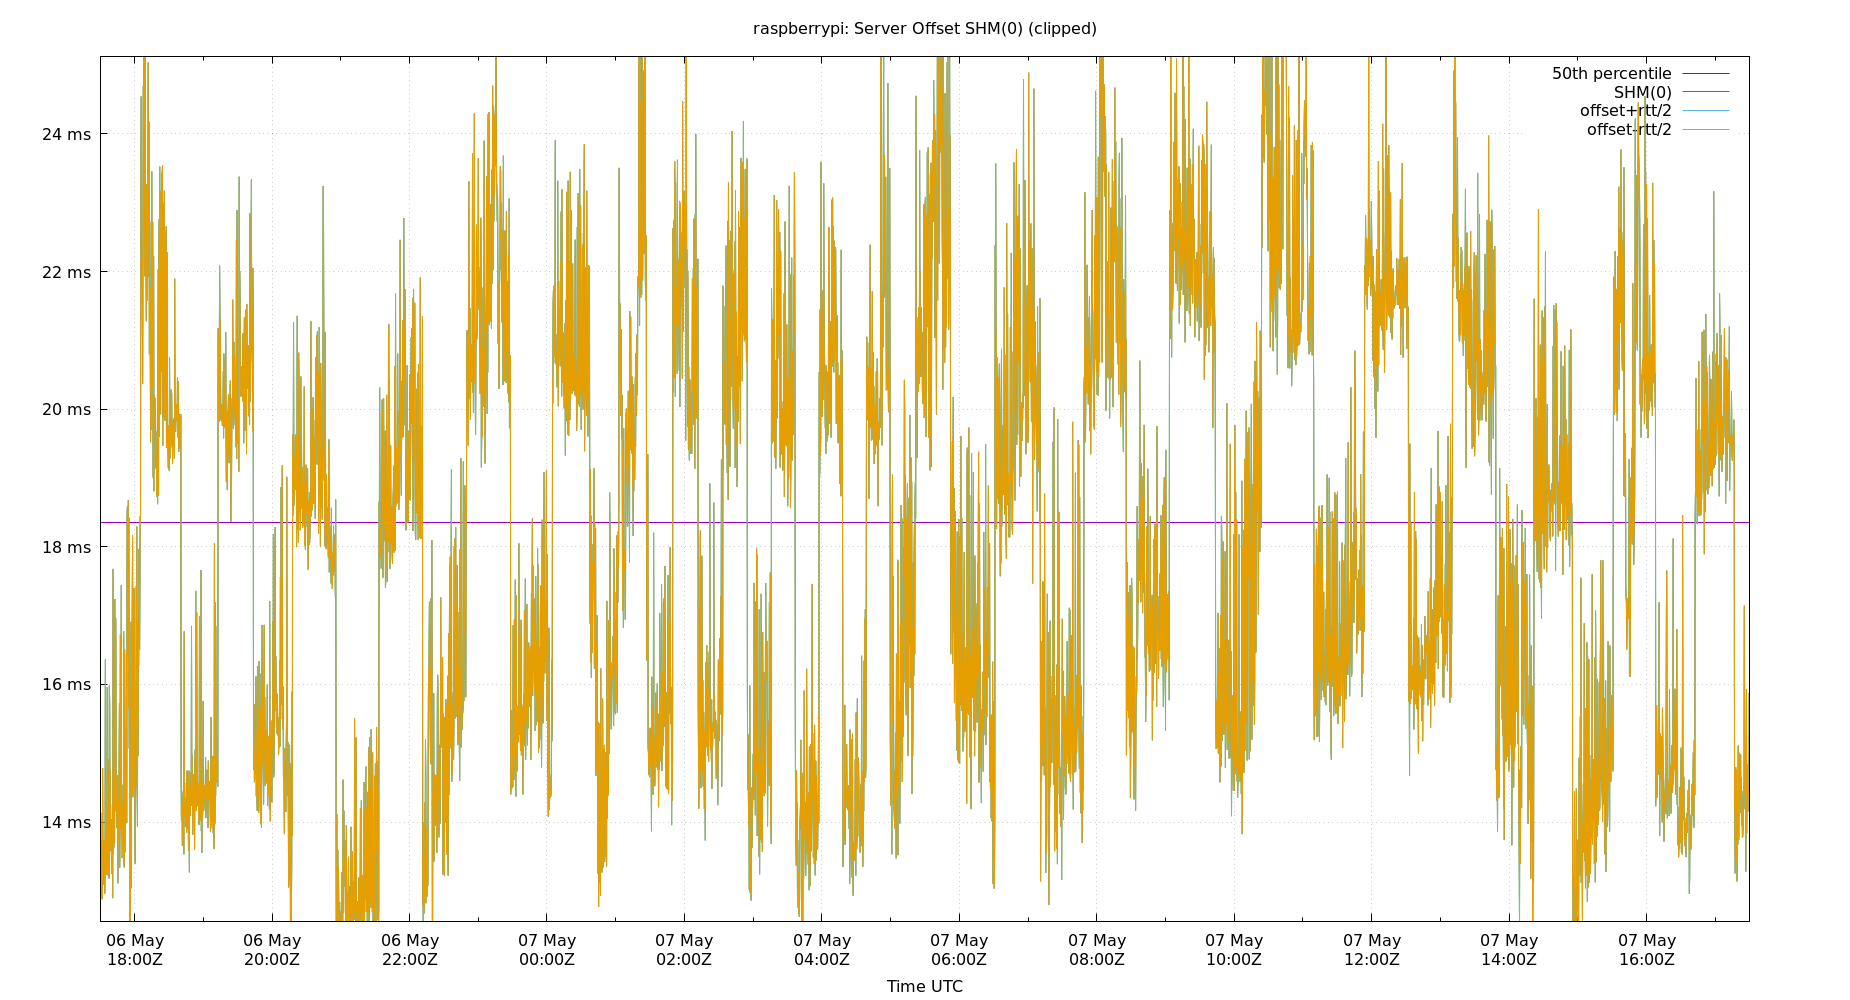 raspberrypi: Server Offset SHM(0) (clipped)
50th percentile
SHM(0)
offset+rtt/2
offset-rtt/2
24 ms
22 ms
20 ms
18 ms
16 ms
14 ms
06 May 06 May 06 May 07 May 07 May 07 May 07 May 07 May 07 May 07 May 07 May 07 May
18:00Z 20:00Z 22:00Z 00:00Z 02:00Z 04:00Z 06:00Z 08:00Z 10:00Z 12:00Z 14:00Z 16:00Z
Time UTC